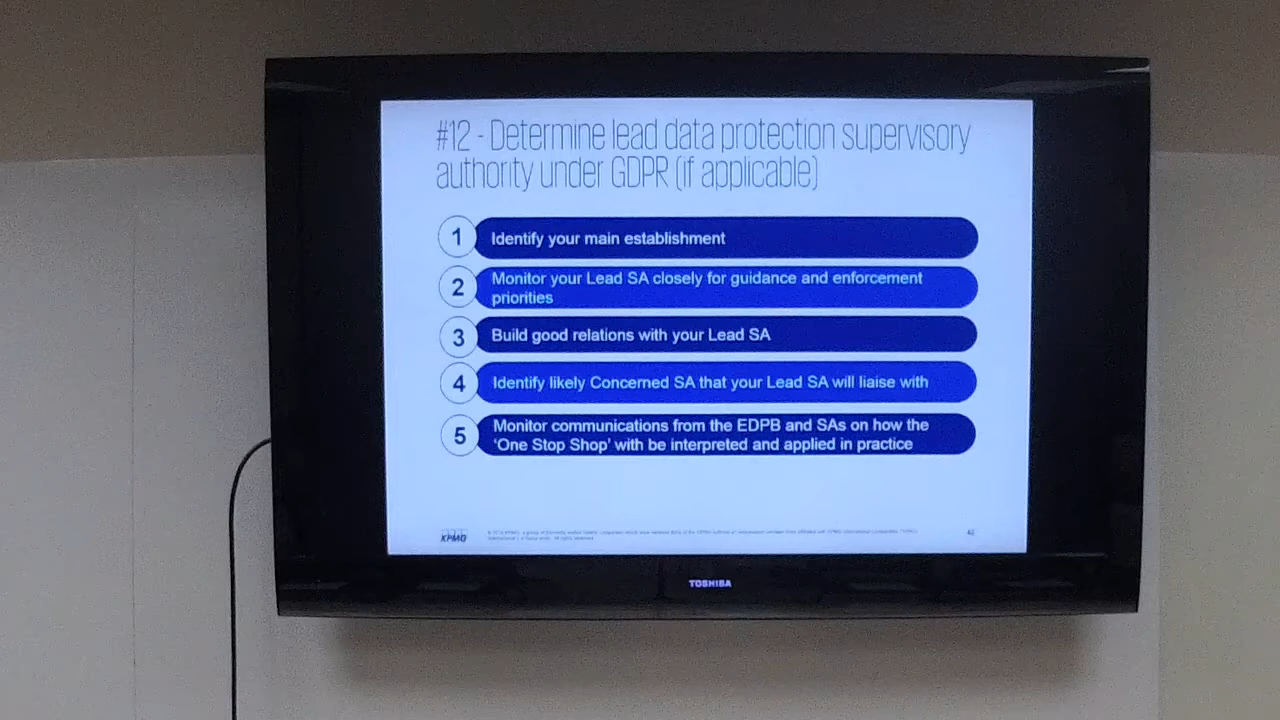 #12 - Determine lead data protection supervisory
authority under GDPR (if applicable)
1 Identify your main establishment
2 Monitor your Lead SA closely for guidance and enforcement
priorities
3 Build good relations with your Lead SA
4 Identify likely Concerned SA that your Lead SA will liaise with
5 Monitor communications from the EDPB and SAs on how the
'One Stop Shop' with be interpreted and applied in practice
KPMG
TOSHIBA